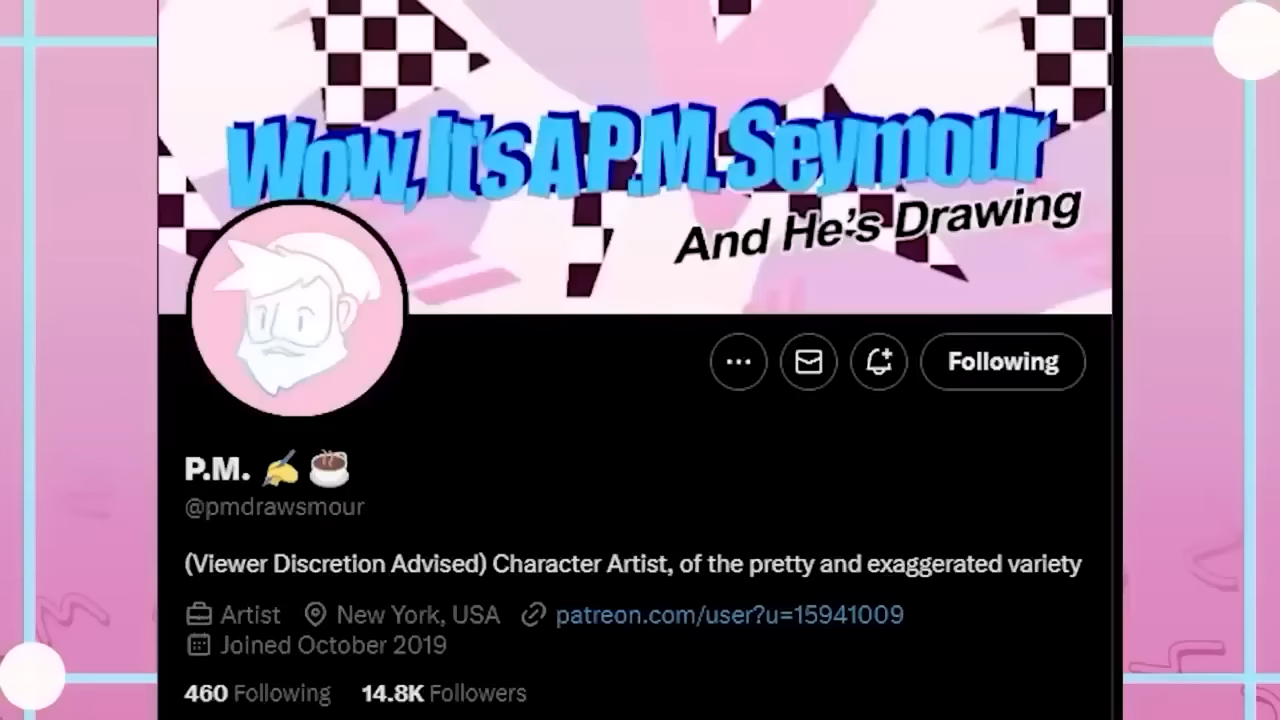 Wow, It's A P.M. Seymour
And He's Drawing
Following
P.M. ✍️ ☕
@pmdrawsmour
(Viewer Discretion Advised) Character Artist, of the pretty and exaggerated variety
Artist New York, USA patreon.com/user?u=15941009
Joined October 2019
460 Following 14.8K Followers